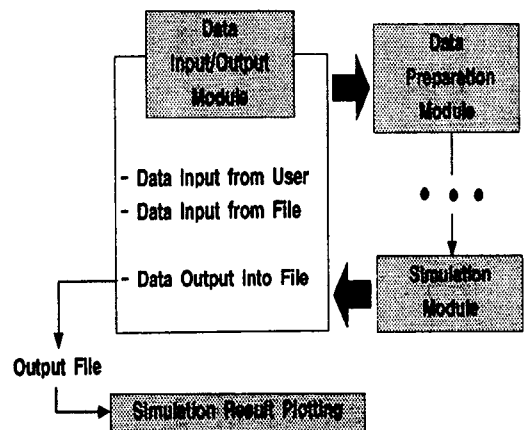 Data
Input/Output
Module
Data
Preparation
Module
- Data Input from User
- Data Input from File
- Data Output into File
Simulation
Module
Output File
Simulation Result Plotting